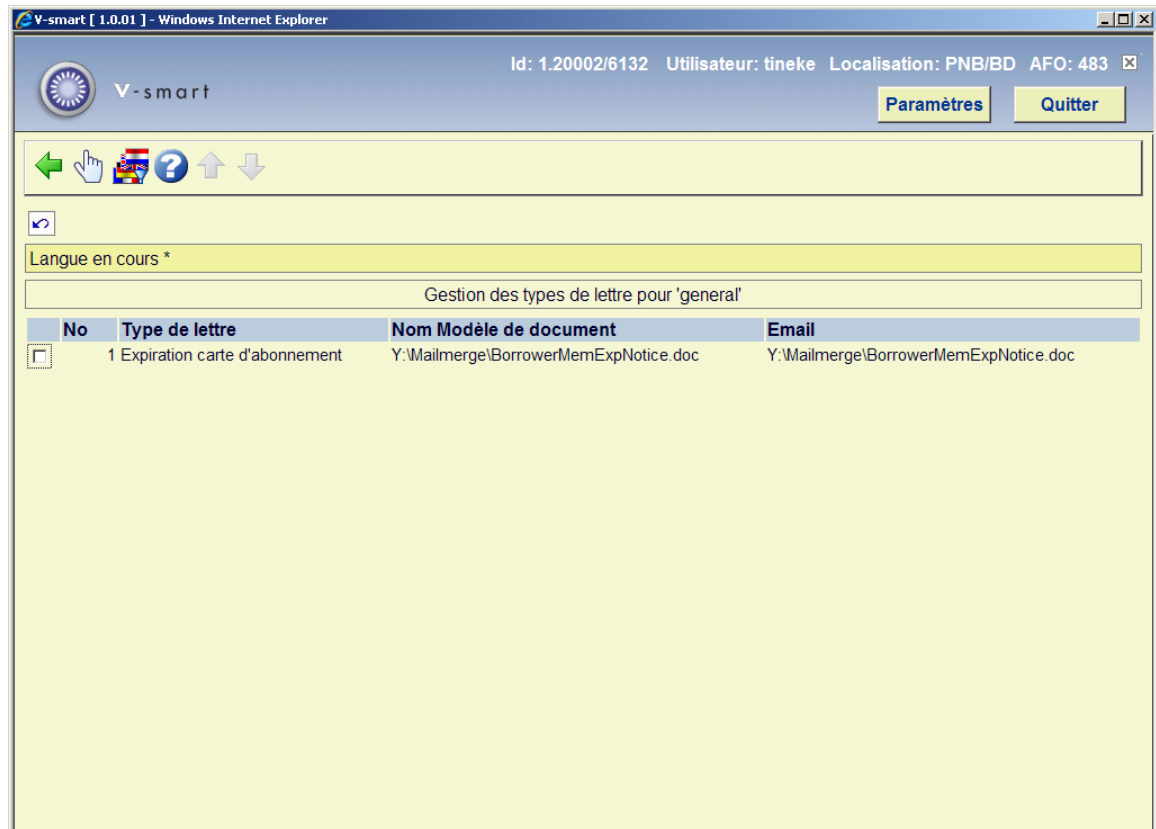 V-smart [ 1.0.01 ] - Windows Internet Explorer
Id: 1.20002/6132 Utilisateur: tineke Localisation: PNB/BD AFO: 483
V-smart
Paramètres Quitter
Langue en cours *
Gestion des types de lettre pour 'general'
No Type de lettre Nom Modèle de document Email
1 Expiration carte d'abonnement Y:\Mailmerge\BorrowerMemExpNotice.doc Y:\Mailmerge\BorrowerMemExpNotice.doc